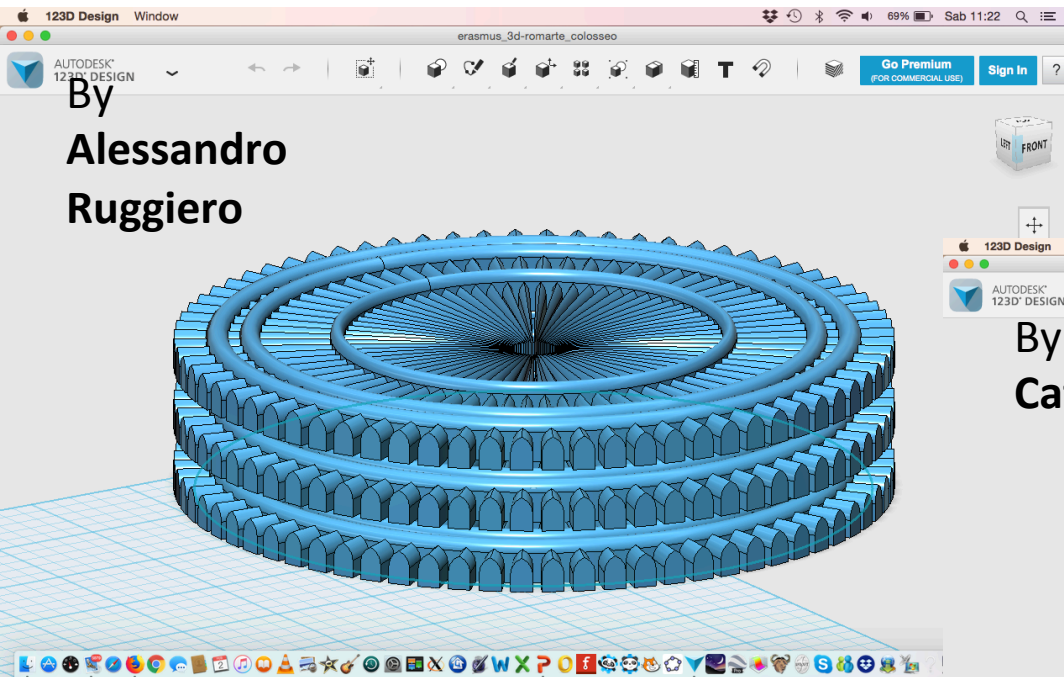 123D Design Window
69% Sab 11:22
erasmus_3d-romarte_colosseo
AUTODESK®
123D® DESIGN
Go Premium
(FOR COMMERCIAL USE)
Sign In
?
By
Alessandro
Ruggiero
LEFT FRONT
T
123D Design
AUTODESK®
123D® DESIGN
By